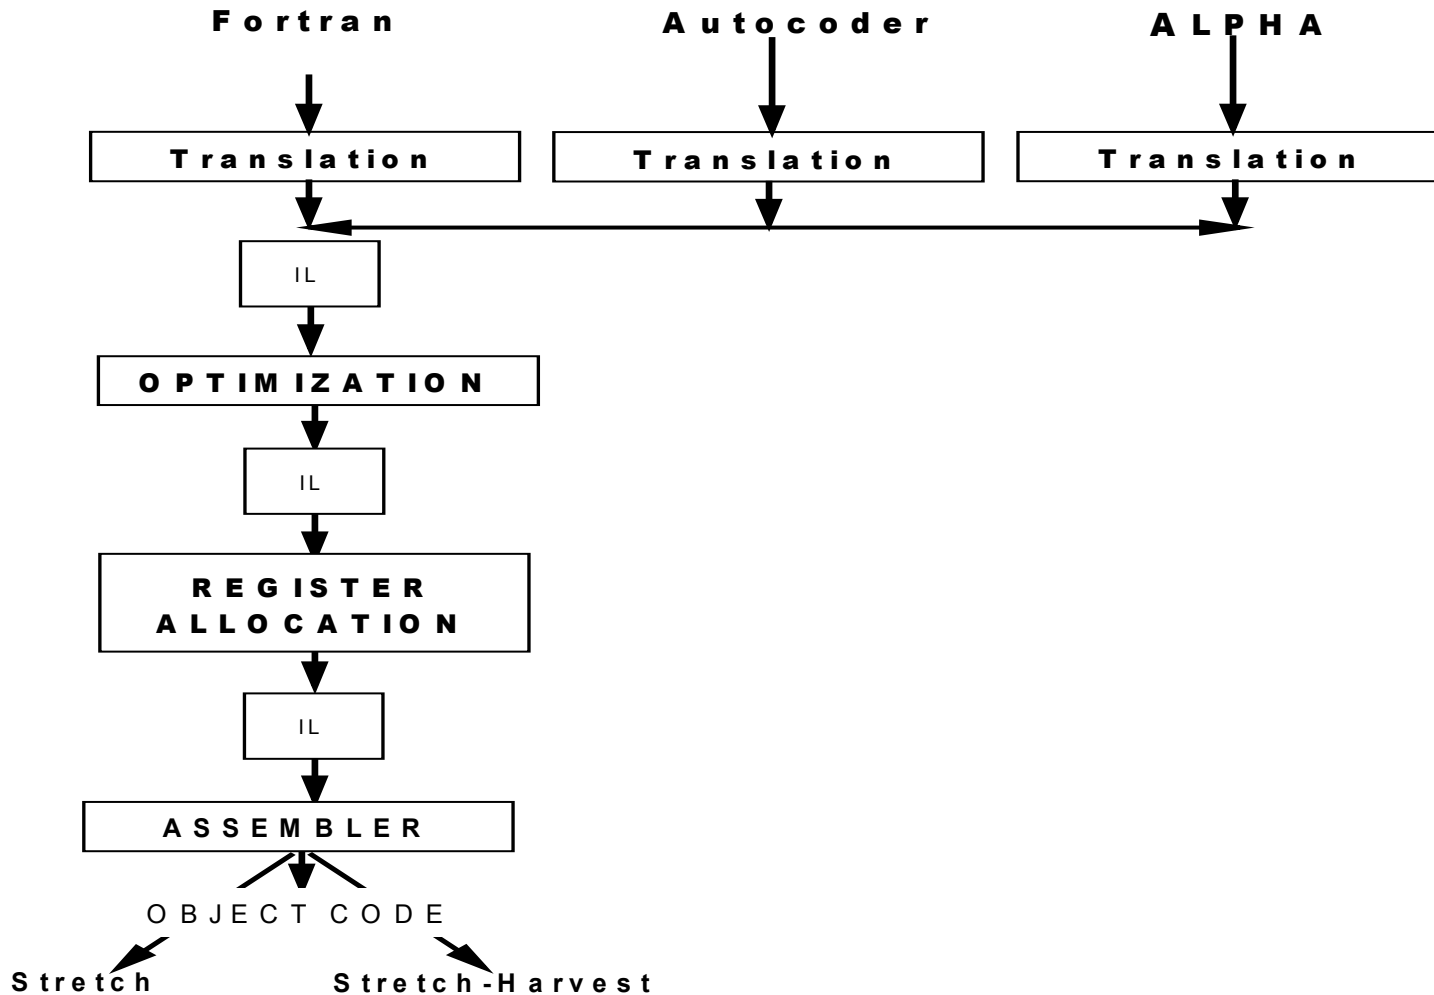 Fortran Autocoder ALPHA
Translation Translation Translation
IL
OPTIMIZATION
IL
REGISTER
ALLOCATION
IL
ASSEMBLER
OBJECT CODE
Stretch Stretch-Harvest